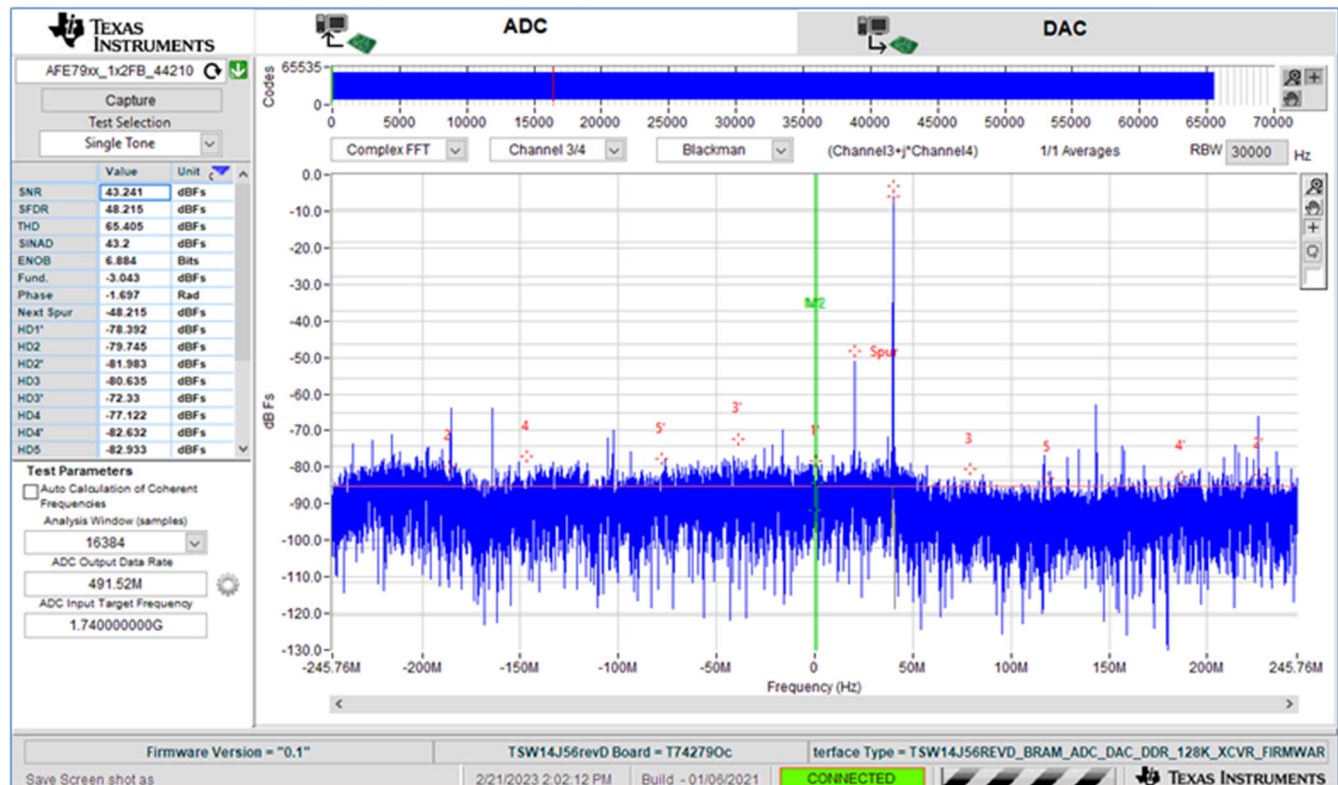 TEXAS INSTRUMENTS
ADC
DAC
AFE79xx_1x2FB_44210
Capture
Test Selection
Single Tone
Value Unit
SNR 43.241 dBFs
SFDR 48.215 dBFs
THD 65.405 dBFs
SINAD 43.2 dBFs
ENOB 6.884 Bits
Fund. -3.043 dBFs
Phase -1.697 Rad
Next Spur -48.215 dBFs
HD1' -78.392 dBFs
HD2 -79.745 dBFs
HD2' -81.983 dBFs
HD3 -80.635 dBFs
HD3' -72.33 dBFs
HD4 -77.122 dBFs
HD4' -82.632 dBFs
HD5 -82.933 dBFs
Test Parameters
Auto Calculation of Coherent
Frequencies
Analysis Window (samples)
16384
ADC Output Data Rate
491.52M
ADC Input Target Frequency
1.740000000G
Codes
65535
0
0 5000 10000 15000 20000 25000 30000 35000 40000 45000 50000 55000 60000 65000 70000
Complex FFT Channel 3/4 Blackman (Channel3+j*Channel4) 1/1 Averages RBW 30000 Hz
dB Fs
0.0
-10.0
-20.0
-30.0
-40.0
-50.0
-60.0
-70.0
-80.0
-90.0
-100.0
-110.0
-120.0
-130.0
Spur
2 4 5' 3' 1' 3 5 4' 2'
-245.76M -200M -150M -100M -50M 0 50M 100M 150M 200M 245.76M
Frequency (Hz)
Firmware Version = "0.1" TSW14J56revD Board = T74279Oc terface Type = TSW14J56REVD_BRAM_ADC_DAC_DDR_128K_XCVR_FIRMWAR
Save Screen shot as 2/21/2023 2:02:12 PM Build - 01/06/2021 CONNECTED TEXAS INSTRUMENTS